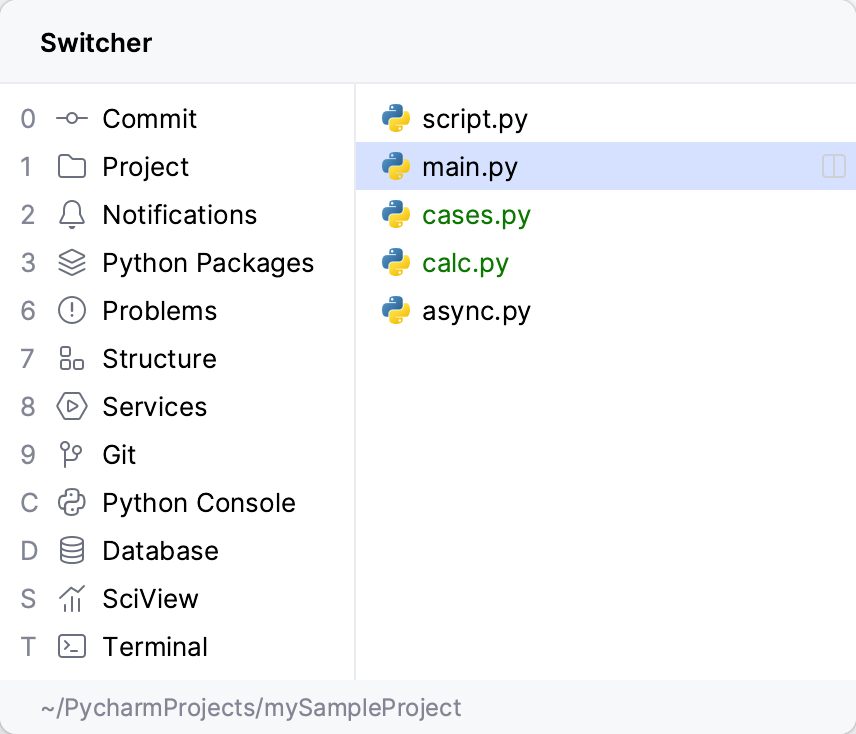 Switcher
0 Commit
1 Project
2 Notifications
3 Python Packages
6 Problems
7 Structure
8 Services
9 Git
C Python Console
D Database
S SciView
T Terminal
script.py
main.py
cases.py
calc.py
async.py
~/PycharmProjects/mySampleProject